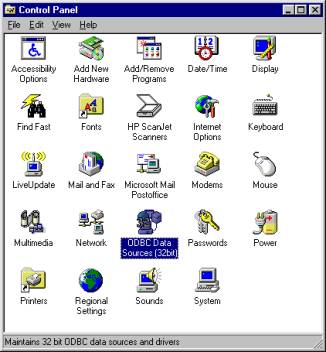 Control Panel
File Edit View Help
Accessibility Options
Add New Hardware
Add/Remove Programs
Date/Time
Display
Find Fast
Fonts
HP ScanJet Scanners
Internet Options
Keyboard
LiveUpdate
Mail and Fax
Microsoft Mail Postoffice
Modems
Mouse
Multimedia
Network
ODBC Data Sources (32bit)
Passwords
Power
Printers
Regional Settings
Sounds
System
Maintains 32 bit ODBC data sources and drivers